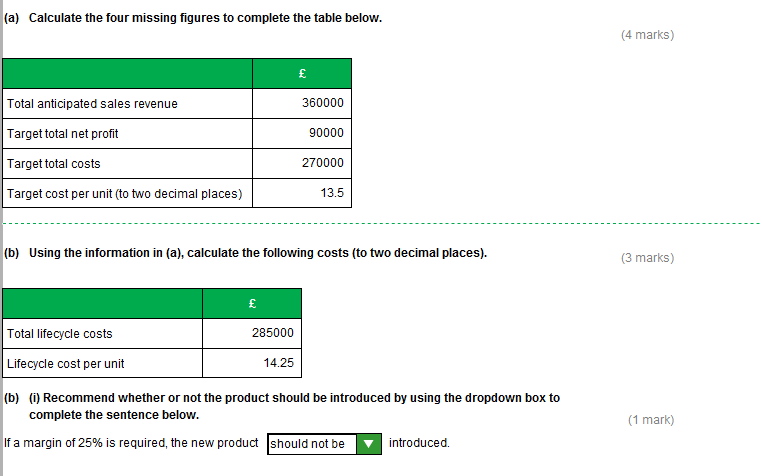 (a) Calculate the four missing figures to complete the table below.
(4 marks)
£
Total anticipated sales revenue 360000
Target total net profit 90000
Target total costs 270000
Target cost per unit (to two decimal places) 13.5
(b) Using the information in (a), calculate the following costs (to two decimal places).
(3 marks)
£
Total lifecycle costs 285000
Lifecycle cost per unit 14.25
(b) (i) Recommend whether or not the product should be introduced by using the dropdown box to
complete the sentence below.
(1 mark)
If a margin of 25% is required, the new product should not be introduced.